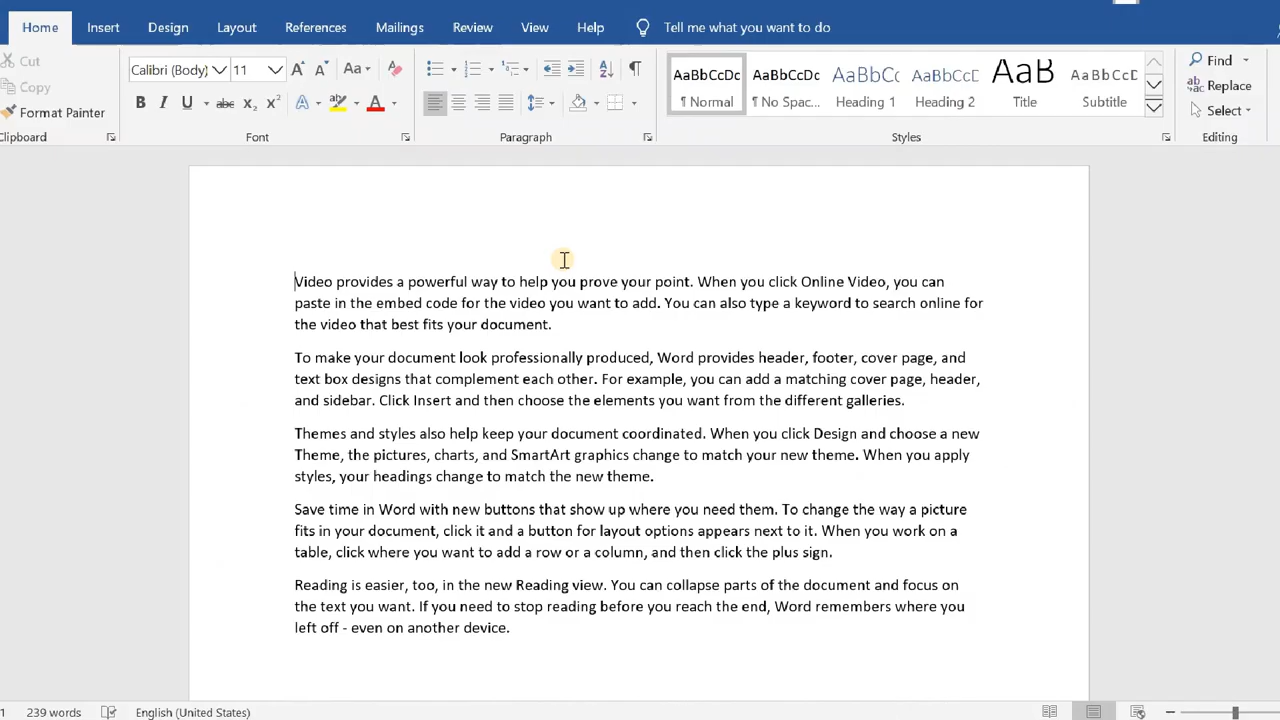 Home Insert Design Layout References Mailings Review View Help Tell me what you want to do
Cut
Copy
Format Painter
Clipboard
Calibri (Body) 11 Aa
B I U abc x2 x2 A A
Font
Paragraph
AaBbCcDc AaBbCcDc AaBbCc AaBbCcE AaB AaBbCcD
¶ Normal ¶ No Spac... Heading 1 Heading 2 Title Subtitle
Styles
Find
Replace
Select
Editing
Video provides a powerful way to help you prove your point. When you click Online Video, you can
paste in the embed code for the video you want to add. You can also type a keyword to search online for
the video that best fits your document.
To make your document look professionally produced, Word provides header, footer, cover page, and
text box designs that complement each other. For example, you can add a matching cover page, header,
and sidebar. Click Insert and then choose the elements you want from the different galleries.
Themes and styles also help keep your document coordinated. When you click Design and choose a new
Theme, the pictures, charts, and SmartArt graphics change to match your new theme. When you apply
styles, your headings change to match the new theme.
Save time in Word with new buttons that show up where you need them. To change the way a picture
fits in your document, click it and a button for layout options appears next to it. When you work on a
table, click where you want to add a row or a column, and then click the plus sign.
Reading is easier, too, in the new Reading view. You can collapse parts of the document and focus on
the text you want. If you need to stop reading before you reach the end, Word remembers where you
left off - even on another device.
1 239 words English (United States)